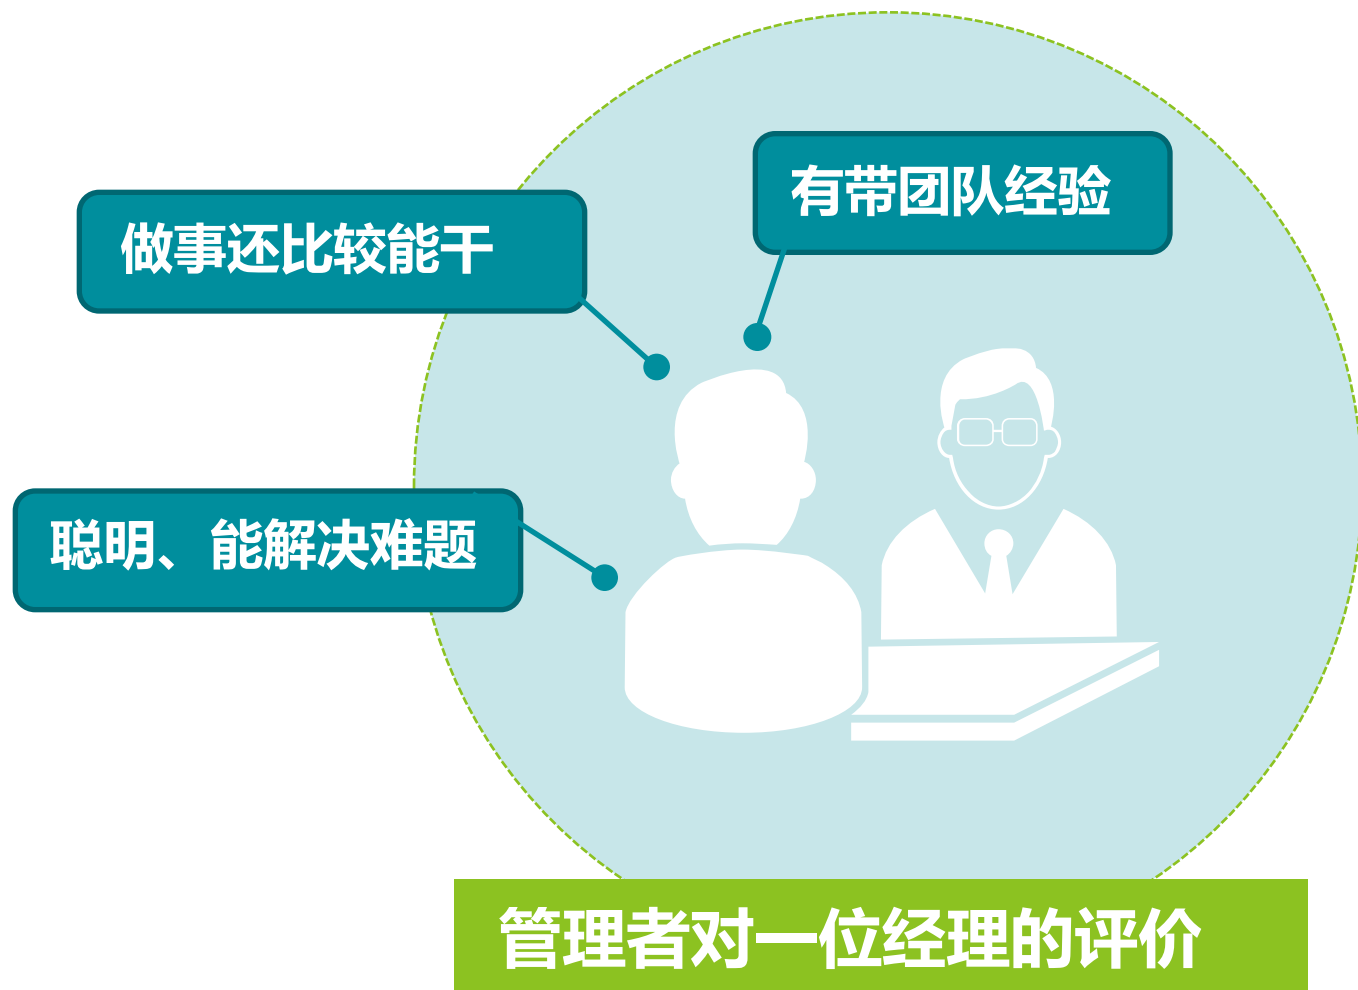 有带团队经验
做事还比较能干
聪明、能解决难题
管理者对一位经理的评价